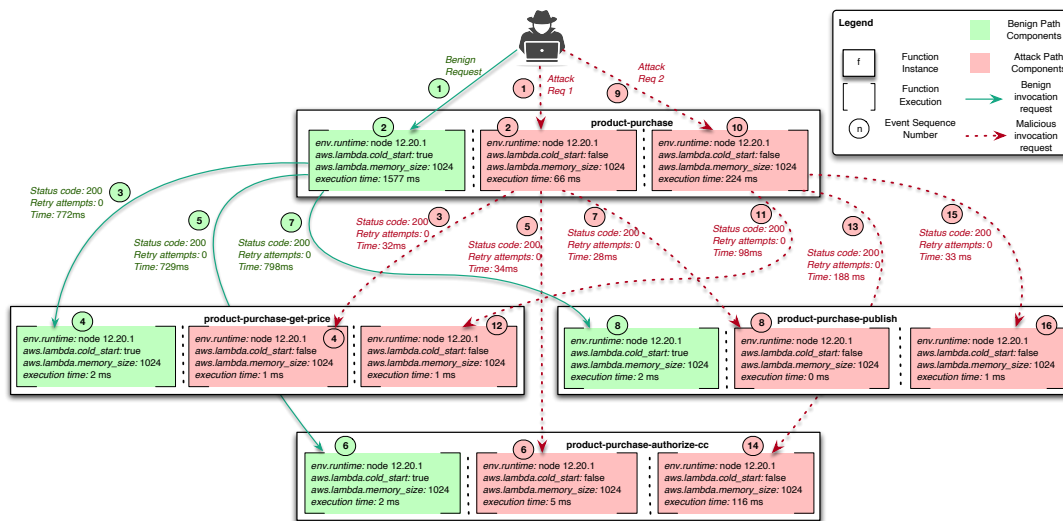 Benign
Request
1
Attack
Req 1
1
Attack
Req 2
9
Legend
f
Function
Instance
Function
Execution
n
Event Sequence
Number
Benign Path
Components
Attack Path
Components
Benign
invocation
request
Malicious
invocation
request
product-purchase
2
env.runtime: node 12.20.1
aws.lambda.cold_start: true
aws.lambda.memory_size: 1024
execution time: 1577 ms
2
env.runtime: node 12.20.1
aws.lambda.cold_start: false
aws.lambda.memory_size: 1024
execution time: 66 ms
10
env.runtime: node 12.20.1
aws.lambda.cold_start: false
aws.lambda.memory_size: 1024
execution time: 224 ms
3
Status code: 200
Retry attempts: 0
Time: 772ms
5
Status code: 200
Retry attempts: 0
Time: 729ms
7
Status code: 200
Retry attempts: 0
Time: 798ms
3
Status code: 200
Retry attempts: 0
Time: 32ms
5
Status code: 200
Retry attempts: 0
Time: 34ms
7
Status code: 200
Retry attempts: 0
Time: 28ms
11
Status code: 200
Retry attempts: 0
Time: 98ms
13
Status code: 200
Retry attempts: 0
Time: 188 ms
15
Status code: 200
Retry attempts: 0
Time: 33 ms
product-purchase-get-price
4
env.runtime: node 12.20.1
aws.lambda.cold_start: true
aws.lambda.memory_size: 1024
execution time: 2 ms
4
env.runtime: node 12.20.1
aws.lambda.cold_start: false
aws.lambda.memory_size: 1024
execution time: 1 ms
12
env.runtime: node 12.20.1
aws.lambda.cold_start: false
aws.lambda.memory_size: 1024
execution time: 1 ms
product-purchase-publish
8
env.runtime: node 12.20.1
aws.lambda.cold_start: true
aws.lambda.memory_size: 1024
execution time: 2 ms
8
env.runtime: node 12.20.1
aws.lambda.cold_start: false
aws.lambda.memory_size: 1024
execution time: 0 ms
16
env.runtime: node 12.20.1
aws.lambda.cold_start: false
aws.lambda.memory_size: 1024
execution time: 1 ms
product-purchase-authorize-cc
6
env.runtime: node 12.20.1
aws.lambda.cold_start: true
aws.lambda.memory_size: 1024
execution time: 2 ms
6
env.runtime: node 12.20.1
aws.lambda.cold_start: false
aws.lambda.memory_size: 1024
execution time: 5 ms
14
env.runtime: node 12.20.1
aws.lambda.cold_start: false
aws.lambda.memory_size: 1024
execution time: 116 ms